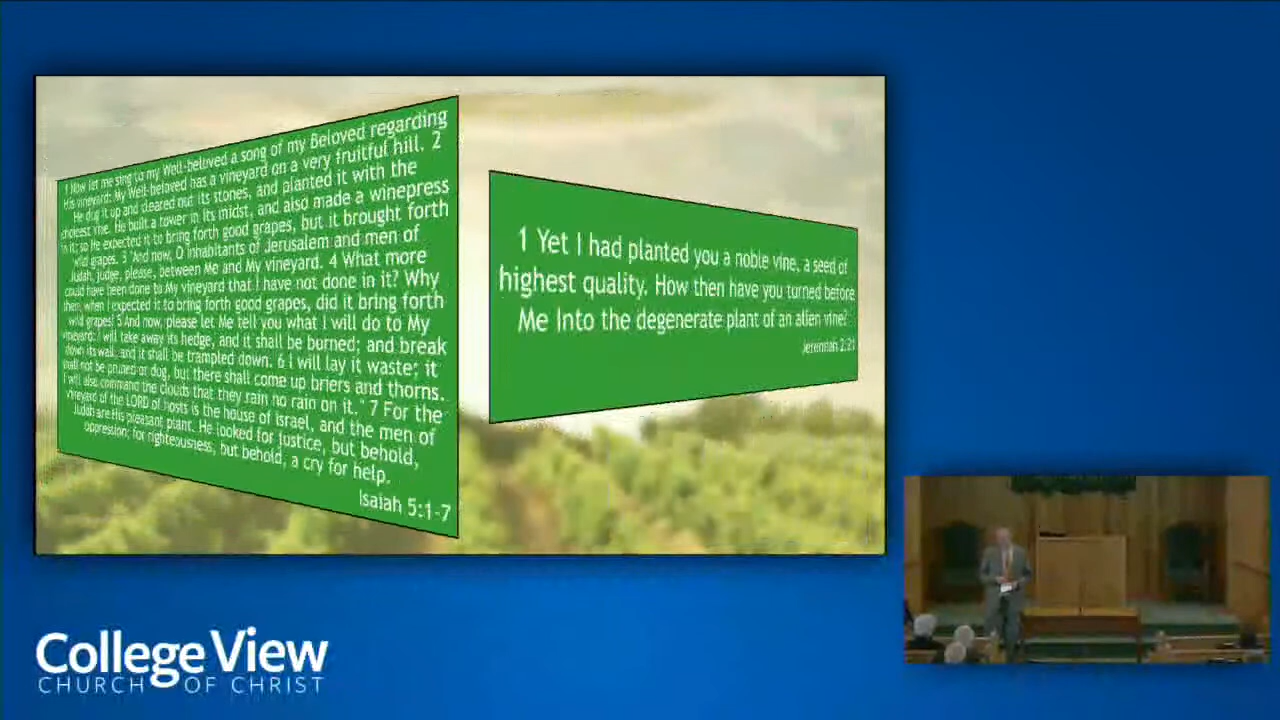 1 Now let me sing to my Well-beloved a song of my Beloved regarding
His vineyard: My Well-beloved has a vineyard on a very fruitful hill. 2
He dug it up and cleared out its stones, and planted it with the
choicest vine. He built a tower in its midst, and also made a winepress
in it; so He expected it to bring forth good grapes, but it brought forth
wild grapes. 3 "And now, O inhabitants of Jerusalem and men of
Judah, judge, please, between Me and My vineyard. 4 What more
could have been done to My vineyard that I have not done in it? Why
then, when I expected it to bring forth good grapes, did it bring forth
wild grapes? 5 And now, please let Me tell you what I will do to My
vineyard: I will take away its hedge, and it shall be burned; and break
down its wall, and it shall be trampled down. 6 I will lay it waste; it
shall not be pruned or dug, but there shall come up briers and thorns.
I will also command the clouds that they rain no rain on it." 7 For the
vineyard of the LORD of hosts is the house of Israel, and the men of
Judah are His pleasant plant. He looked for justice, but behold,
oppression; for righteousness, but behold, a cry for help.
Isaiah 5:1-7
1 Yet I had planted you a noble vine, a seed of
highest quality. How then have you turned before
Me Into the degenerate plant of an alien vine?
Jeremiah 2:21
College View
CHURCH OF CHRIST